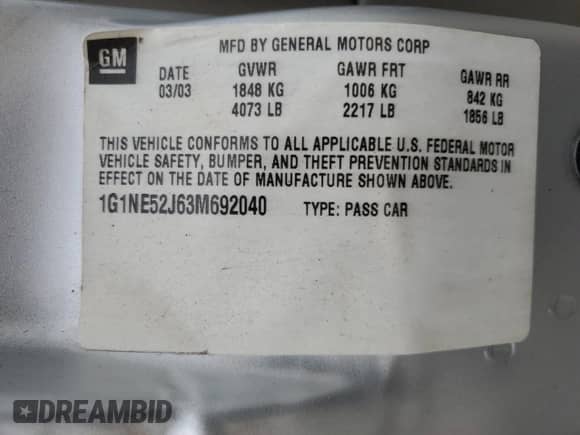 GM
MFD BY GENERAL MOTORS CORP
DATE GVWR GAWR FRT GAWR RR
03/03 1848 KG 1006 KG 842 KG
4073 LB 2217 LB 1856 LB
THIS VEHICLE CONFORMS TO ALL APPLICABLE U.S. FEDERAL MOTOR
VEHICLE SAFETY, BUMPER, AND THEFT PREVENTION STANDARDS IN
EFFECT ON THE DATE OF MANUFACTURE SHOWN ABOVE.
1G1NE52J63M692040 TYPE: PASS CAR
DREAMBID